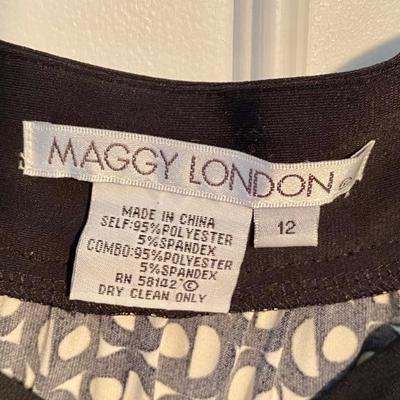 MAGGY LONDON ®
12
MADE IN CHINA
SELF:95%POLYESTER
5%SPANDEX
COMBO:95%POLYESTER
5%SPANDEX
RN 58142 ©
DRY CLEAN ONLY